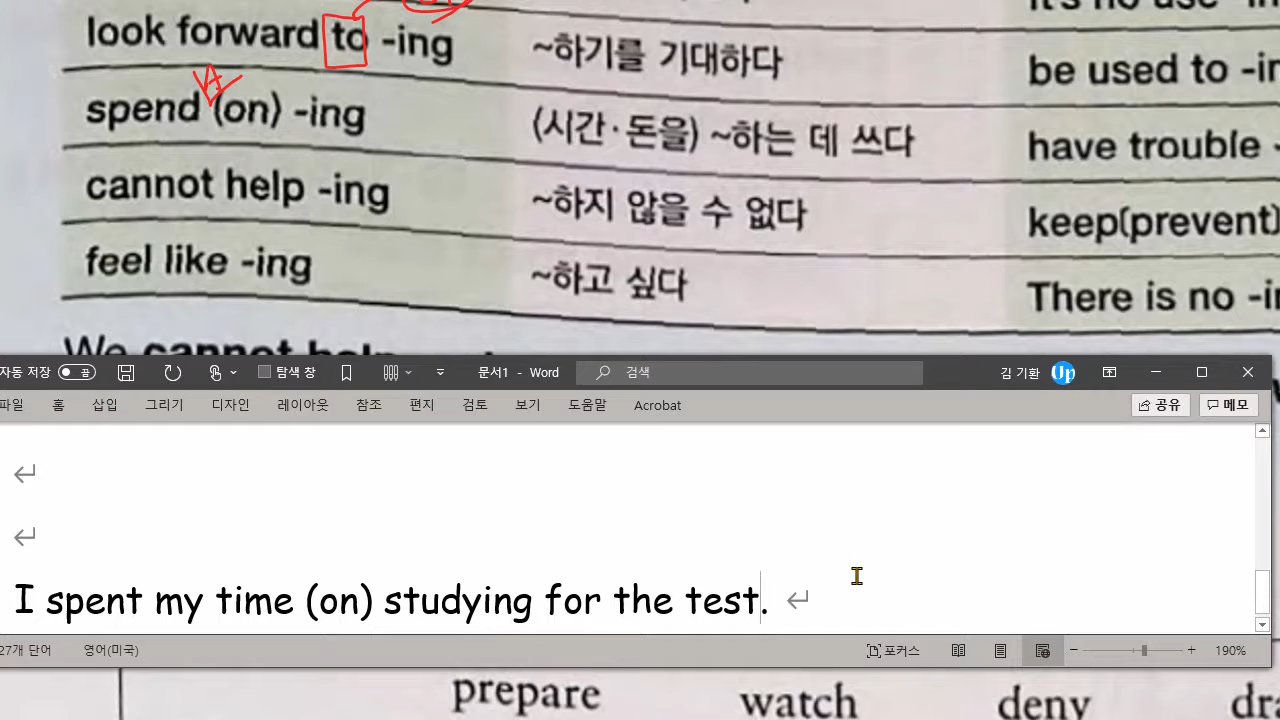 look forward to -ing ~하기를 기대하다 be used to
spend (on) -ing (시간·돈을) ~하는 데 쓰다 have trouble
cannot help -ing ~하지 않을 수 없다 keep(prevent)
feel like -ing ~하고 싶다 There is no
We cannot help
자동 저장 탐색 창 문서1 - Word 검색 김 기환 Up
파일 홈 삽입 그리기 디자인 레이아웃 참조 편지 검토 보기 도움말 Acrobat 공유 메모
I spent my time (on) studying for the test.
27개 단어 영어(미국) 포커스 190%
prepare watch deny